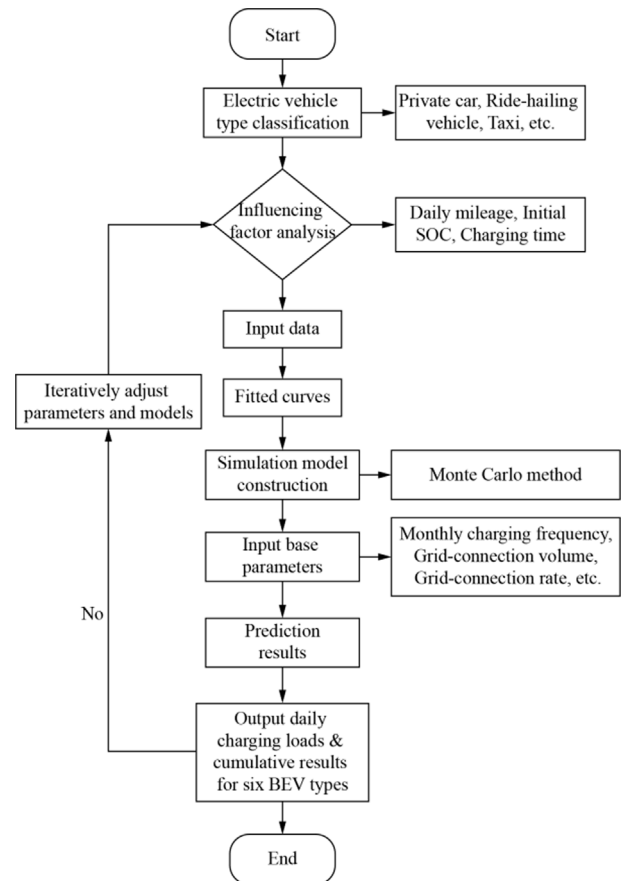 Start
Electric vehicle
type classification
Private car, Ride-hailing
vehicle, Taxi, etc.
Influencing
factor analysis
Daily mileage, Initial
SOC, Charging time
Input data
Iteratively adjust
parameters and models
Fitted curves
Simulation model
construction
Monte Carlo method
Input base
parameters
Monthly charging frequency,
Grid-connection volume,
Grid-connection rate, etc.
No
Prediction
results
Output daily
charging loads &
cumulative results
for six BEV types
End